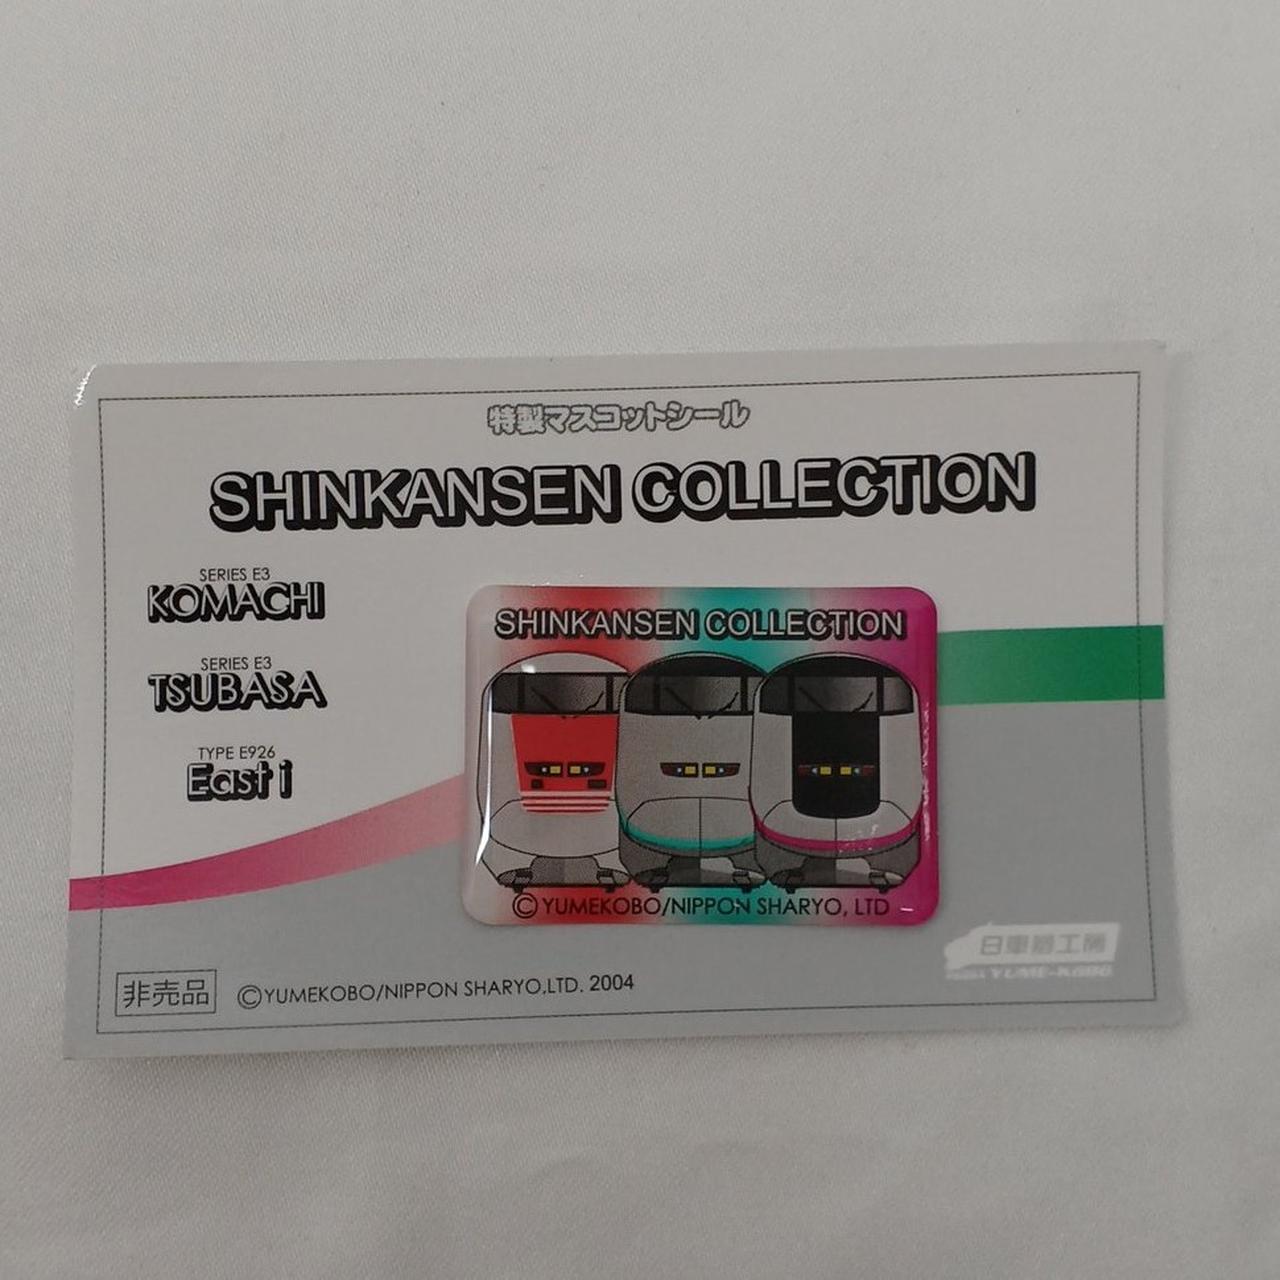 特製マスコットシール
SHINKANSEN COLLECTION
SERIES E3
KOMACHI
SERIES E3
TSUBASA
TYPE E926
East i
SHINKANSEN COLLECTION
©YUMEKOBO/NIPPON SHARYO, LTD
非売品
©YUMEKOBO/NIPPON SHARYO,LTD. 2004
日車夢工房
YUME-KOBO